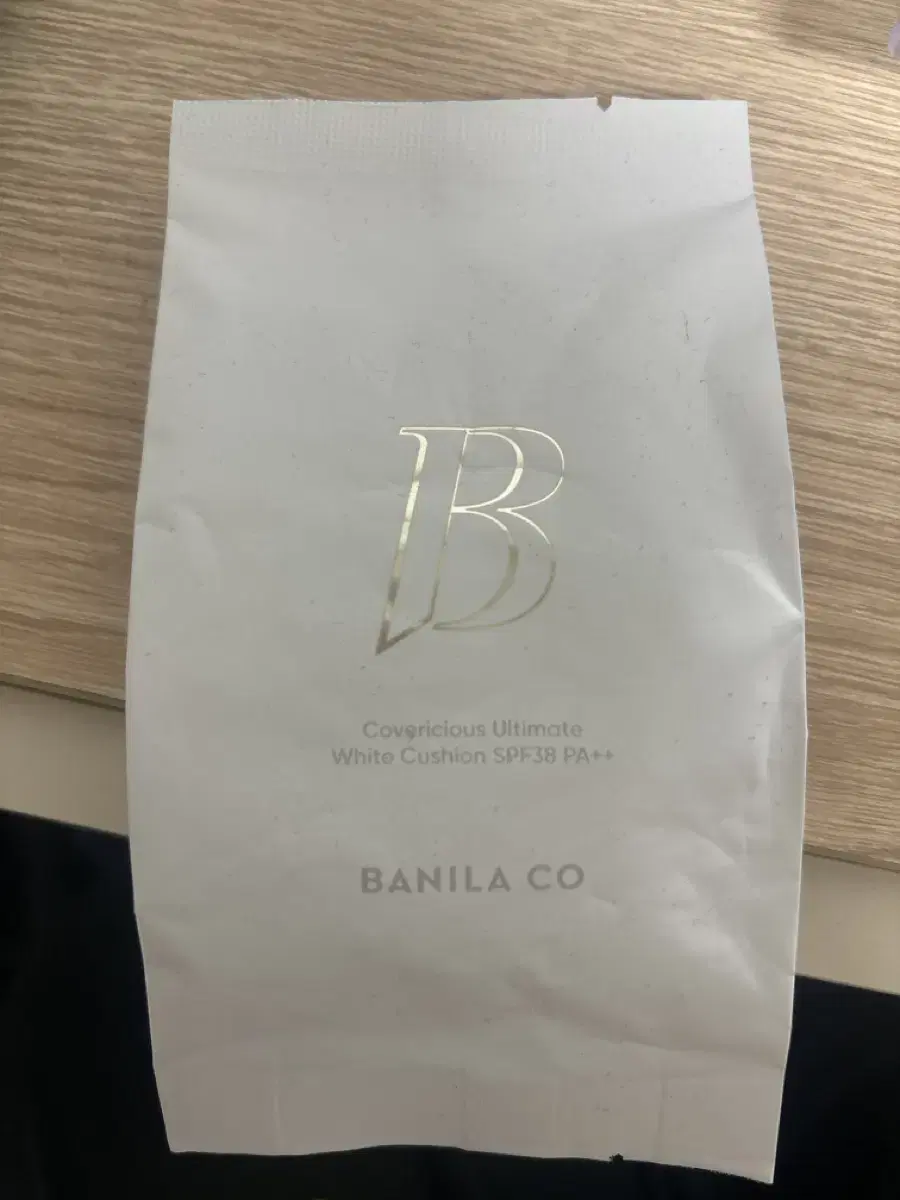 B
Covericious Ultimate
White Cushion SPF38 PA++
BANILA CO